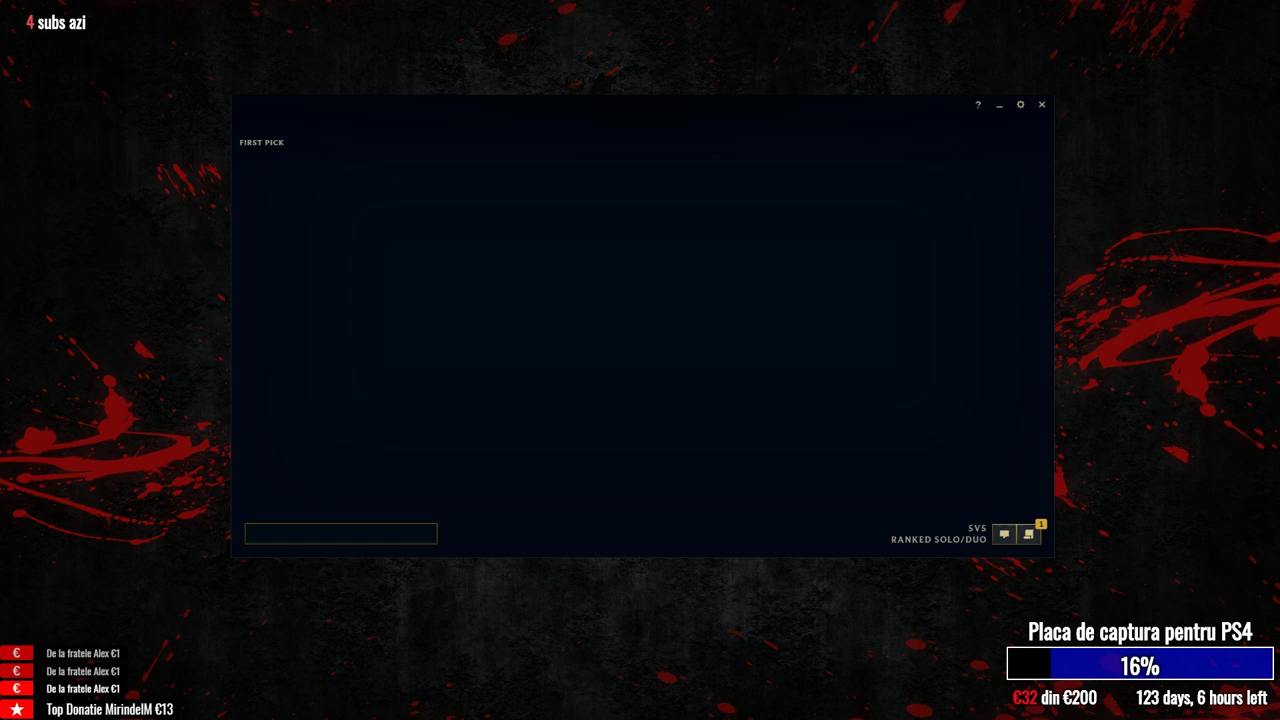 4 subs azi
?
FIRST PICK
5V5
RANKED SOLO/DUO
1
De la fratele Alex €1
De la fratele Alex €1
De la fratele Alex €1
Top Donatie MirindelM €13
Placa de captura pentru PS4
16%
€32 din €200
123 days, 6 hours left